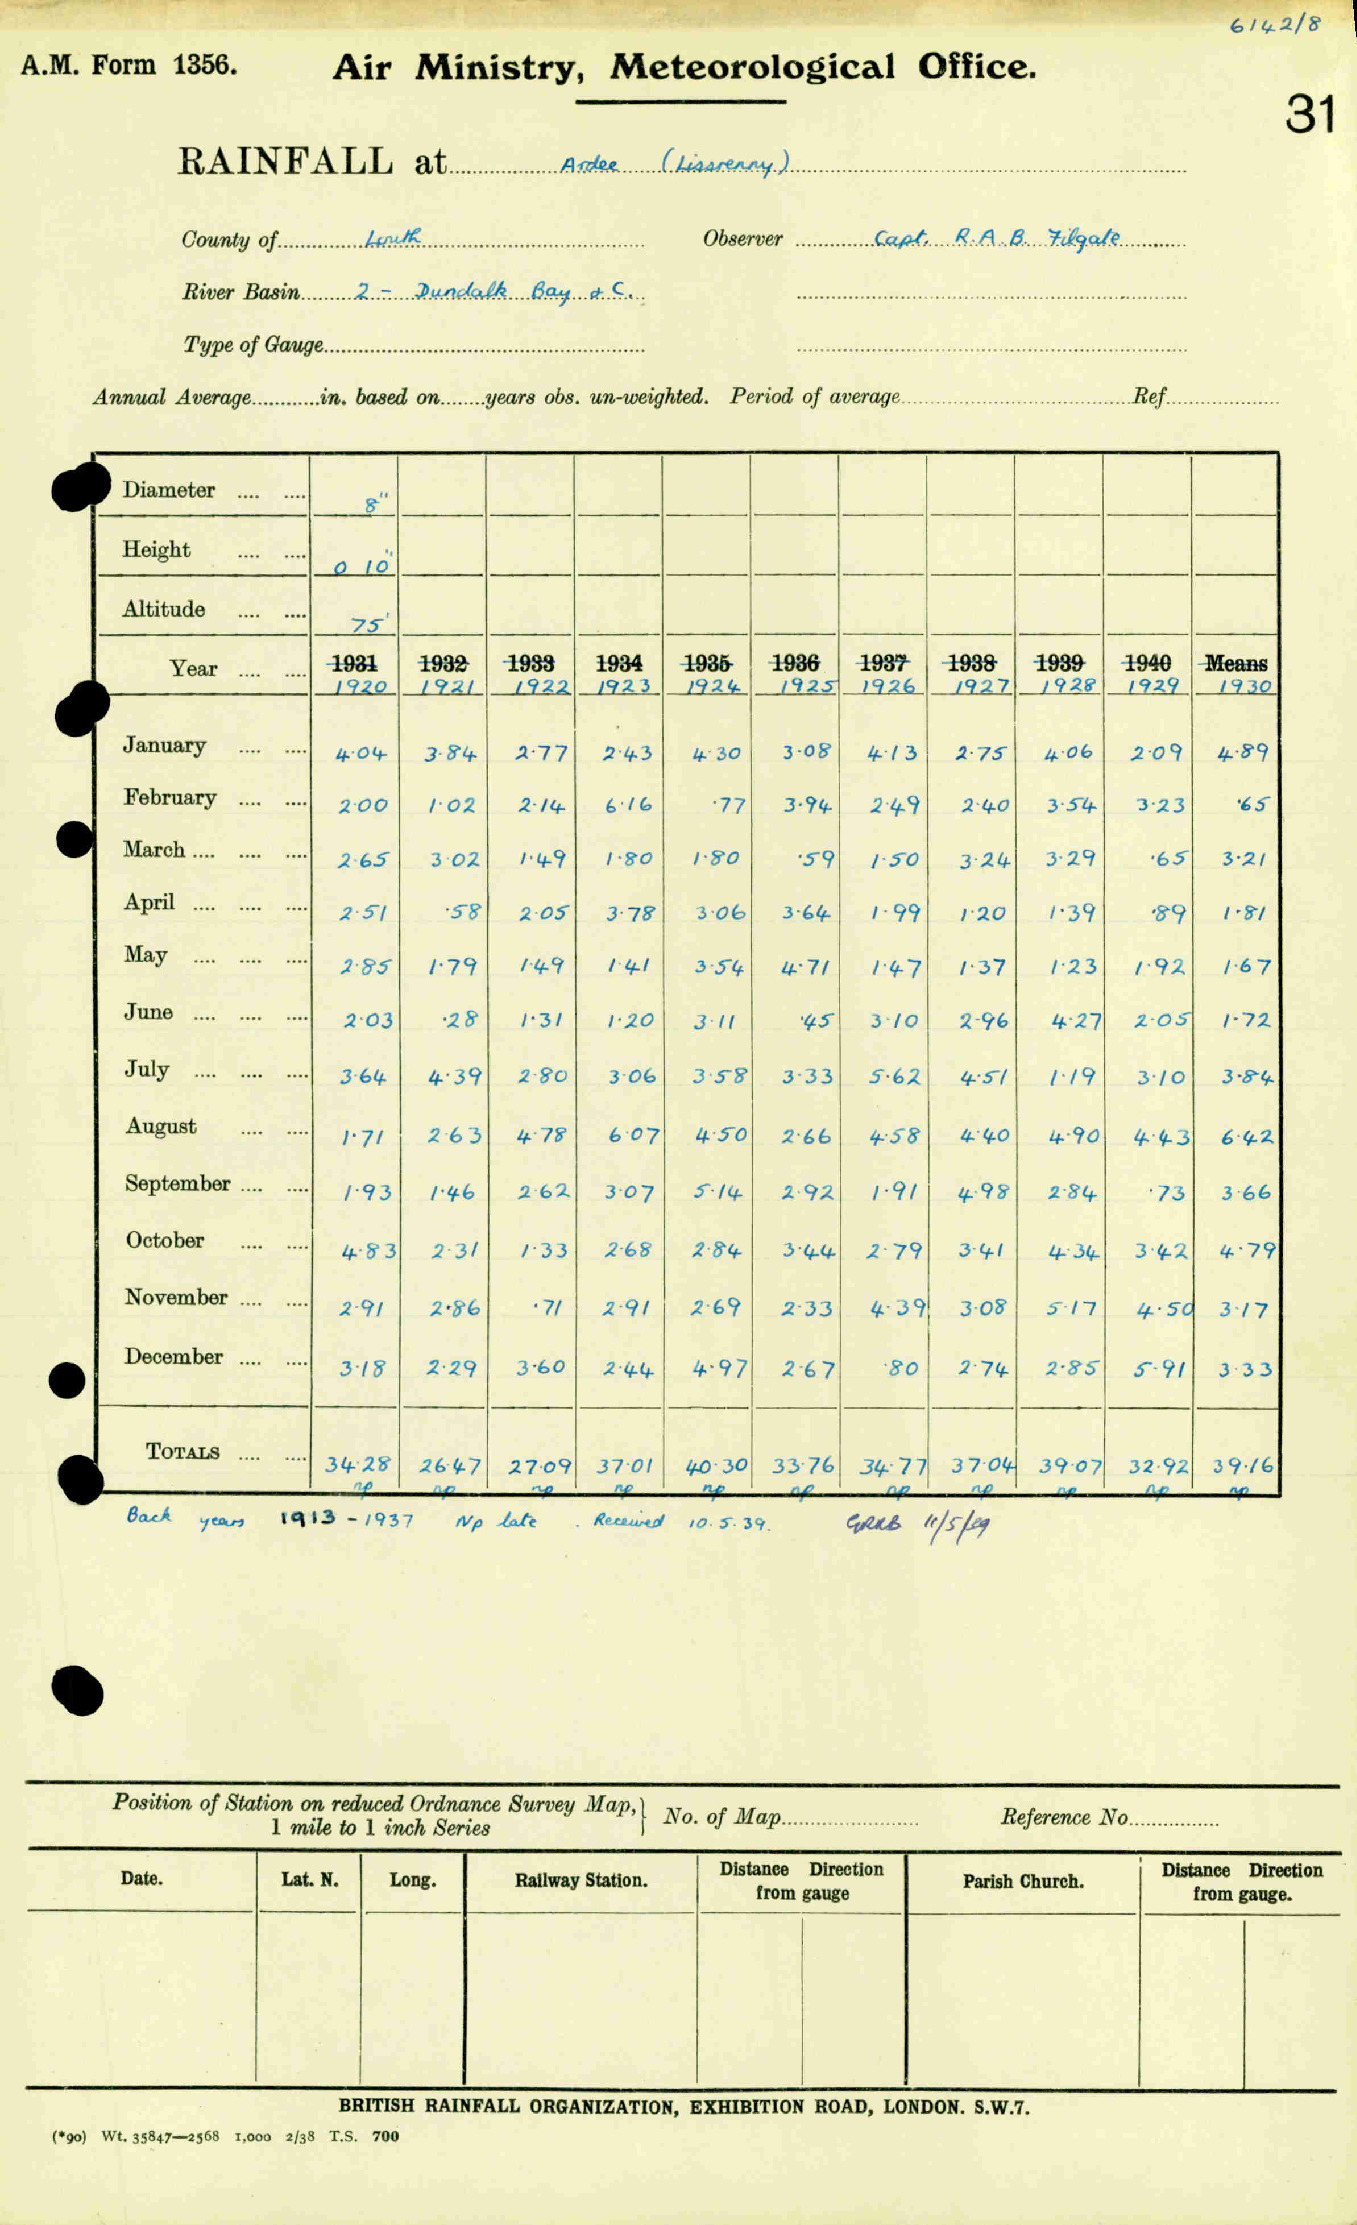 6142/8
A.M. Form 1356. Air Ministry, Meteorological Office.
31
RAINFALL at Ardee (Lissrenny)
County of Louth Observer Capt. R.A.B. Filgate
River Basin 2 - Dundalk Bay & C.
Type of Gauge
Annual Average in. based on years obs. un-weighted. Period of average Ref.
Diameter 8"
Height 0 10"
Altitude 75'
Year 1931 1932 1933 1934 1935 1936 1937 1938 1939 1940 Means
1920 1921 1922 1923 1924 1925 1926 1927 1928 1929 1930
January 4.04 3.84 2.77 2.43 4.30 3.08 4.13 2.75 4.06 2.09 4.89
February 2.00 1.02 2.14 6.16 .77 3.94 2.49 2.40 3.54 3.23 .65
March 2.65 3.02 1.49 1.80 1.80 .59 1.50 3.24 3.29 .65 3.21
April 2.51 .58 2.05 3.78 3.06 3.64 1.99 1.20 1.39 .89 1.81
May 2.85 1.79 1.49 1.41 3.54 4.71 1.47 1.37 1.23 1.92 1.67
June 2.03 .28 1.31 1.20 3.11 .45 3.10 2.96 4.27 2.05 1.72
July 3.64 4.39 2.80 3.06 3.58 3.33 5.62 4.51 1.19 3.10 3.84
August 1.71 2.63 4.78 6.07 4.50 2.66 4.58 4.40 4.90 4.43 6.42
September 1.93 1.46 2.62 3.07 5.14 2.92 1.91 4.98 2.84 .73 3.66
October 4.83 2.31 1.33 2.68 2.84 3.44 2.79 3.41 4.34 3.42 4.79
November 2.91 2.86 .71 2.91 2.69 2.33 4.39 3.08 5.17 4.50 3.17
December 3.18 2.29 3.60 2.44 4.97 2.67 .80 2.74 2.85 5.91 3.33
TOTALS 34.28 26.47 27.09 37.01 40.30 33.76 34.77 37.04 39.07 32.92 39.16
np np np np np np np np np np np
Back years 1913 - 1937 Np late. Received 10.5.39. GRRB 11/5/39
Position of Station on reduced Ordnance Survey Map, 1 mile to 1 inch Series No. of Map Reference No.
Date. Lat. N. Long. Railway Station. Distance Direction from gauge Parish Church. Distance Direction from gauge.
BRITISH RAINFALL ORGANIZATION, EXHIBITION ROAD, LONDON. S.W.7.
(*90) Wt. 35847—2568 1,000 2/38 T.S. 700